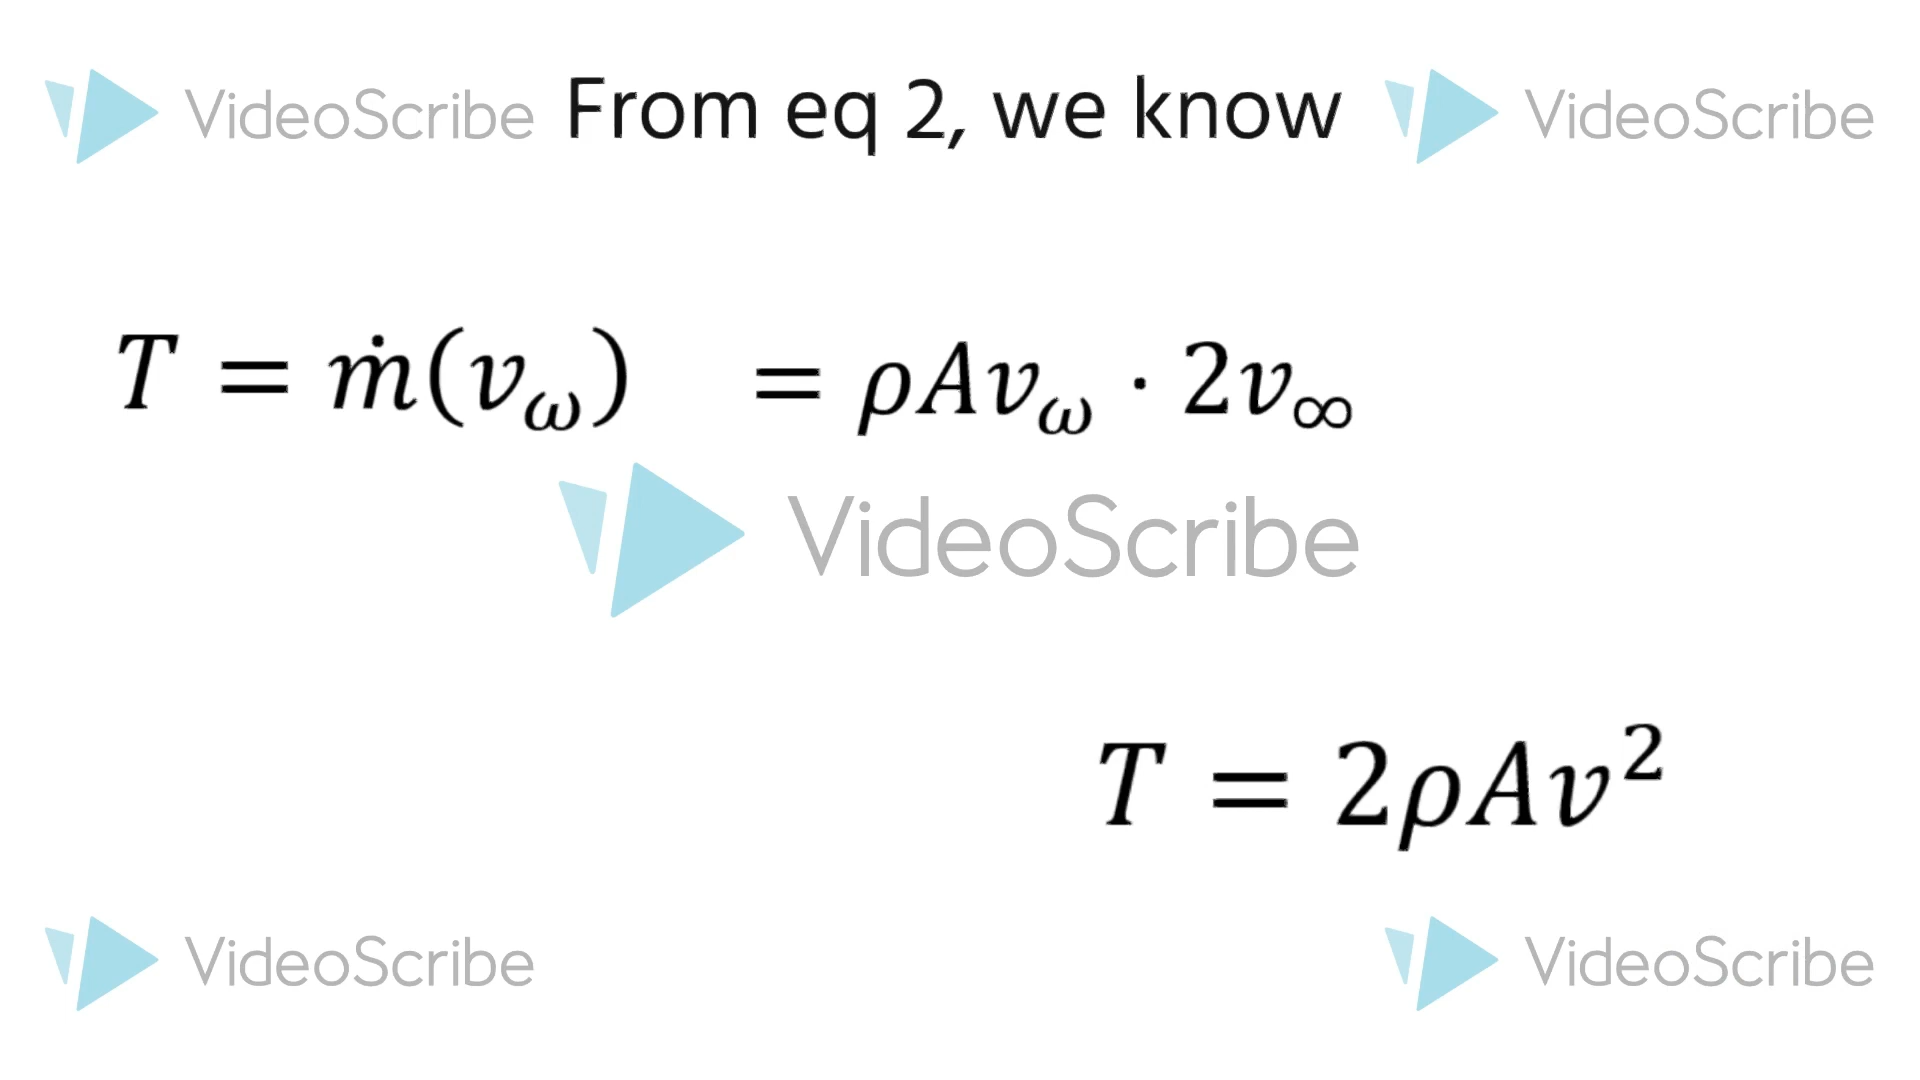 VideoScribe From eq 2, we know VideoScribe
T = ṁ(v_ω) = ρAv_ω · 2v_∞
VideoScribe
T = 2ρAv²
VideoScribe VideoScribe